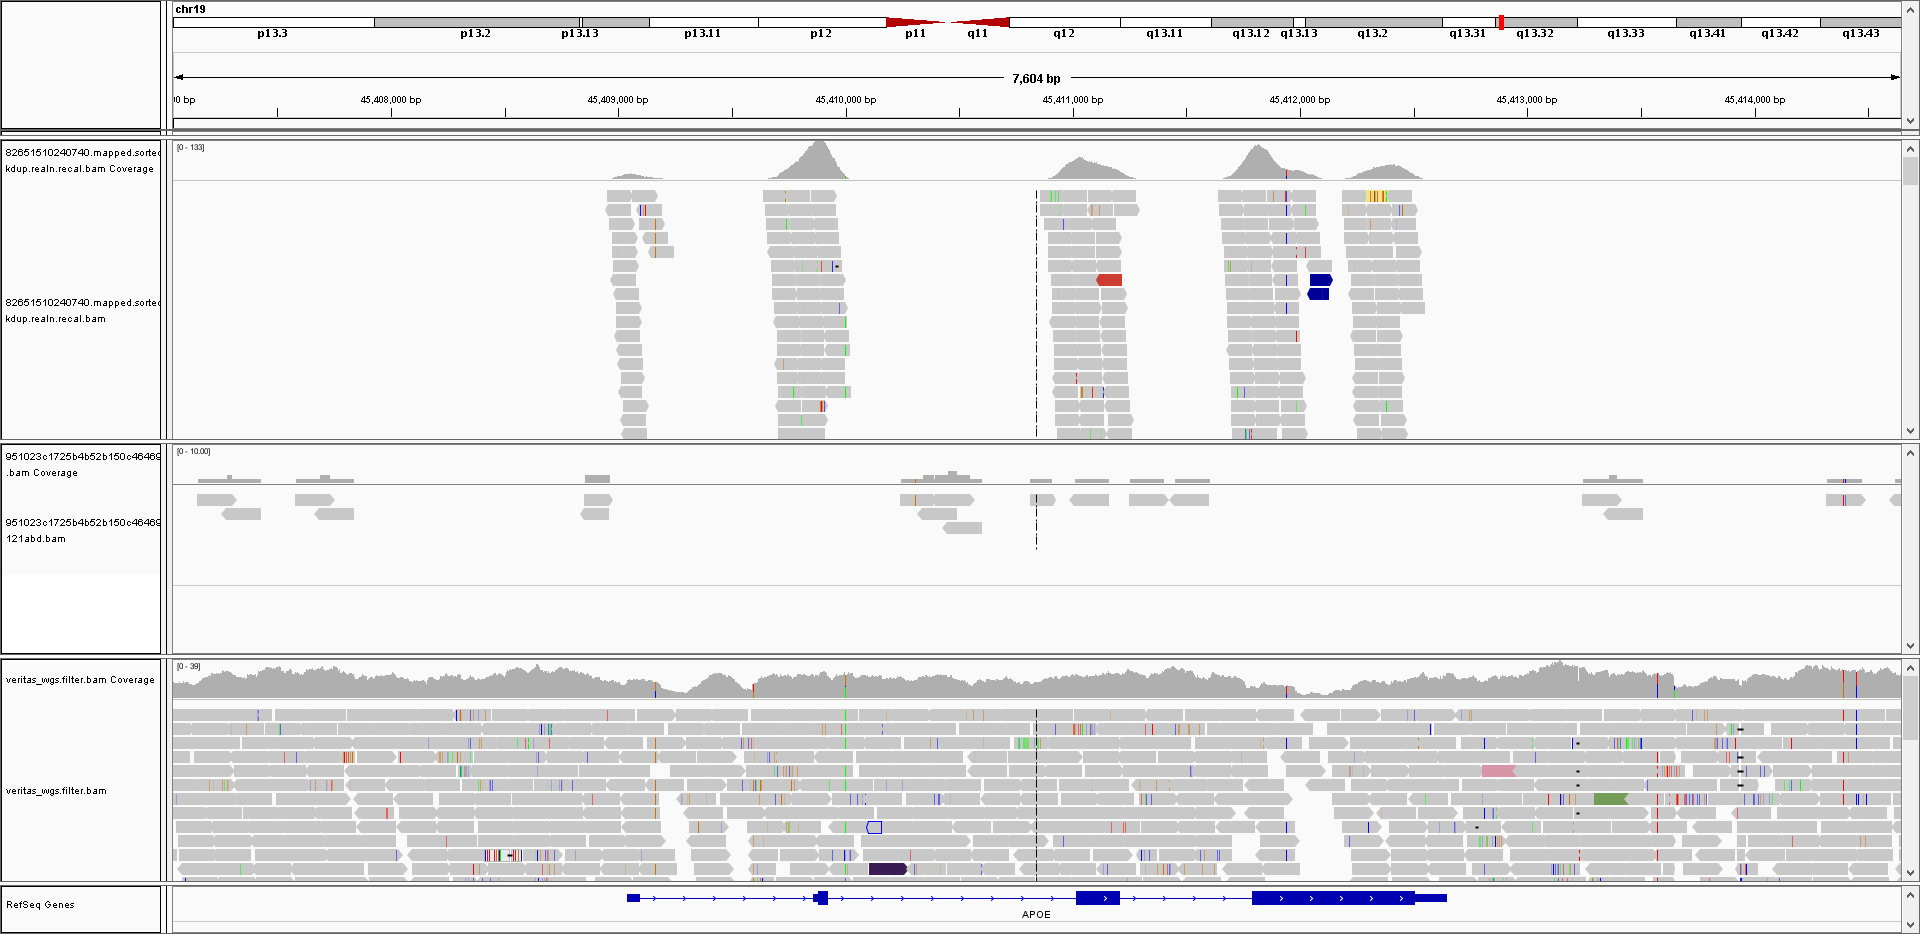 chr19
p13.3 p13.2 p13.13 p13.11 p12 p11 q11 q12 q13.11 q13.12 q13.13 q13.2 q13.31 q13.32 q13.33 q13.41 q13.42 q13.43
7,604 bp
00 bp 45,408,000 bp 45,409,000 bp 45,410,000 bp 45,411,000 bp 45,412,000 bp 45,413,000 bp 45,414,000 bp
82651510240740.mapped.sorted
kdup.realn.recal.bam Coverage
[0 - 133]
82651510240740.mapped.sorted
kdup.realn.recal.bam
951023c1725b4b52b150c46469
.bam Coverage
[0 - 10.00]
951023c1725b4b52b150c46469
121abd.bam
veritas_wgs.filter.bam Coverage
[0 - 39]
veritas_wgs.filter.bam
RefSeq Genes
APOE